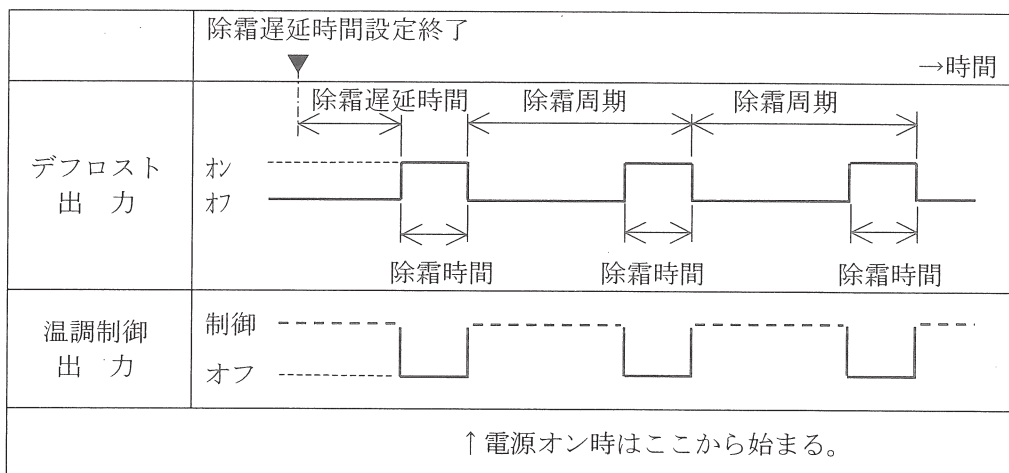 除霜遅延時間設定終了
→時間
除霜遅延時間
除霜周期
除霜周期
デフロスト
出 力
オン
オフ
除霜時間
除霜時間
除霜時間
温調制御
出 力
制御
オフ
↑電源オン時はここから始まる。